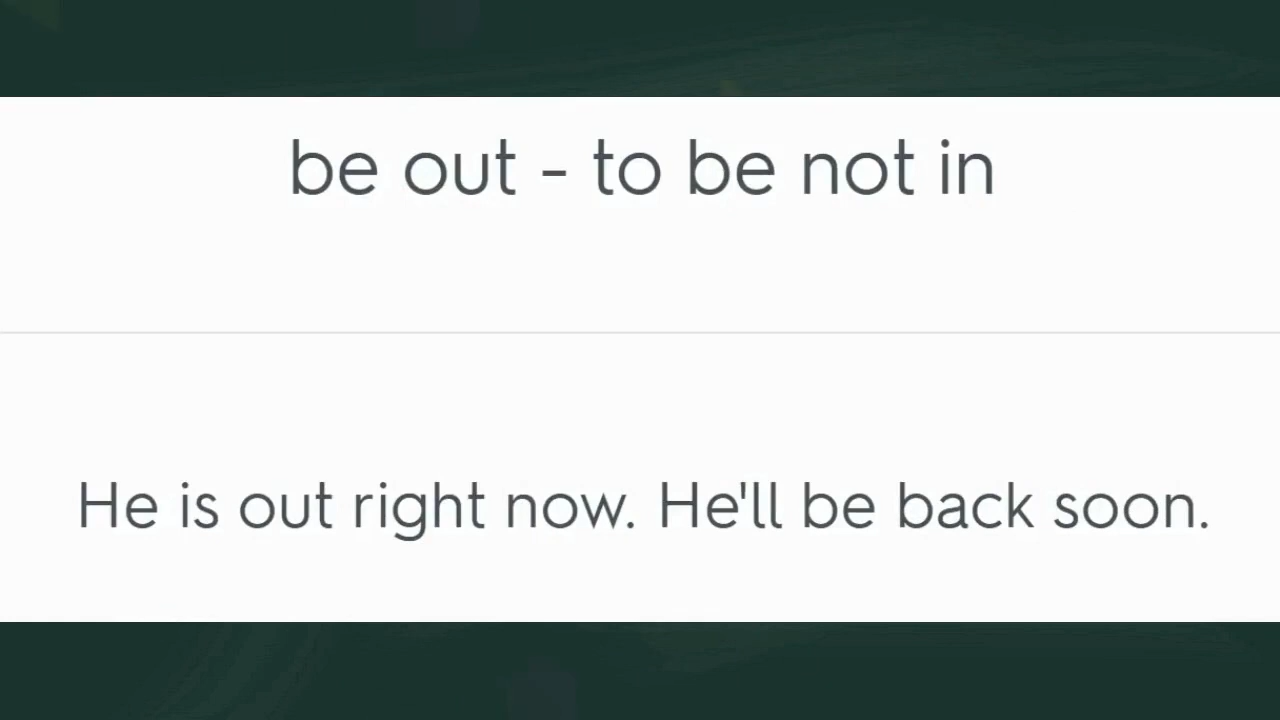 be out - to be not in
He is out right now. He'll be back soon.